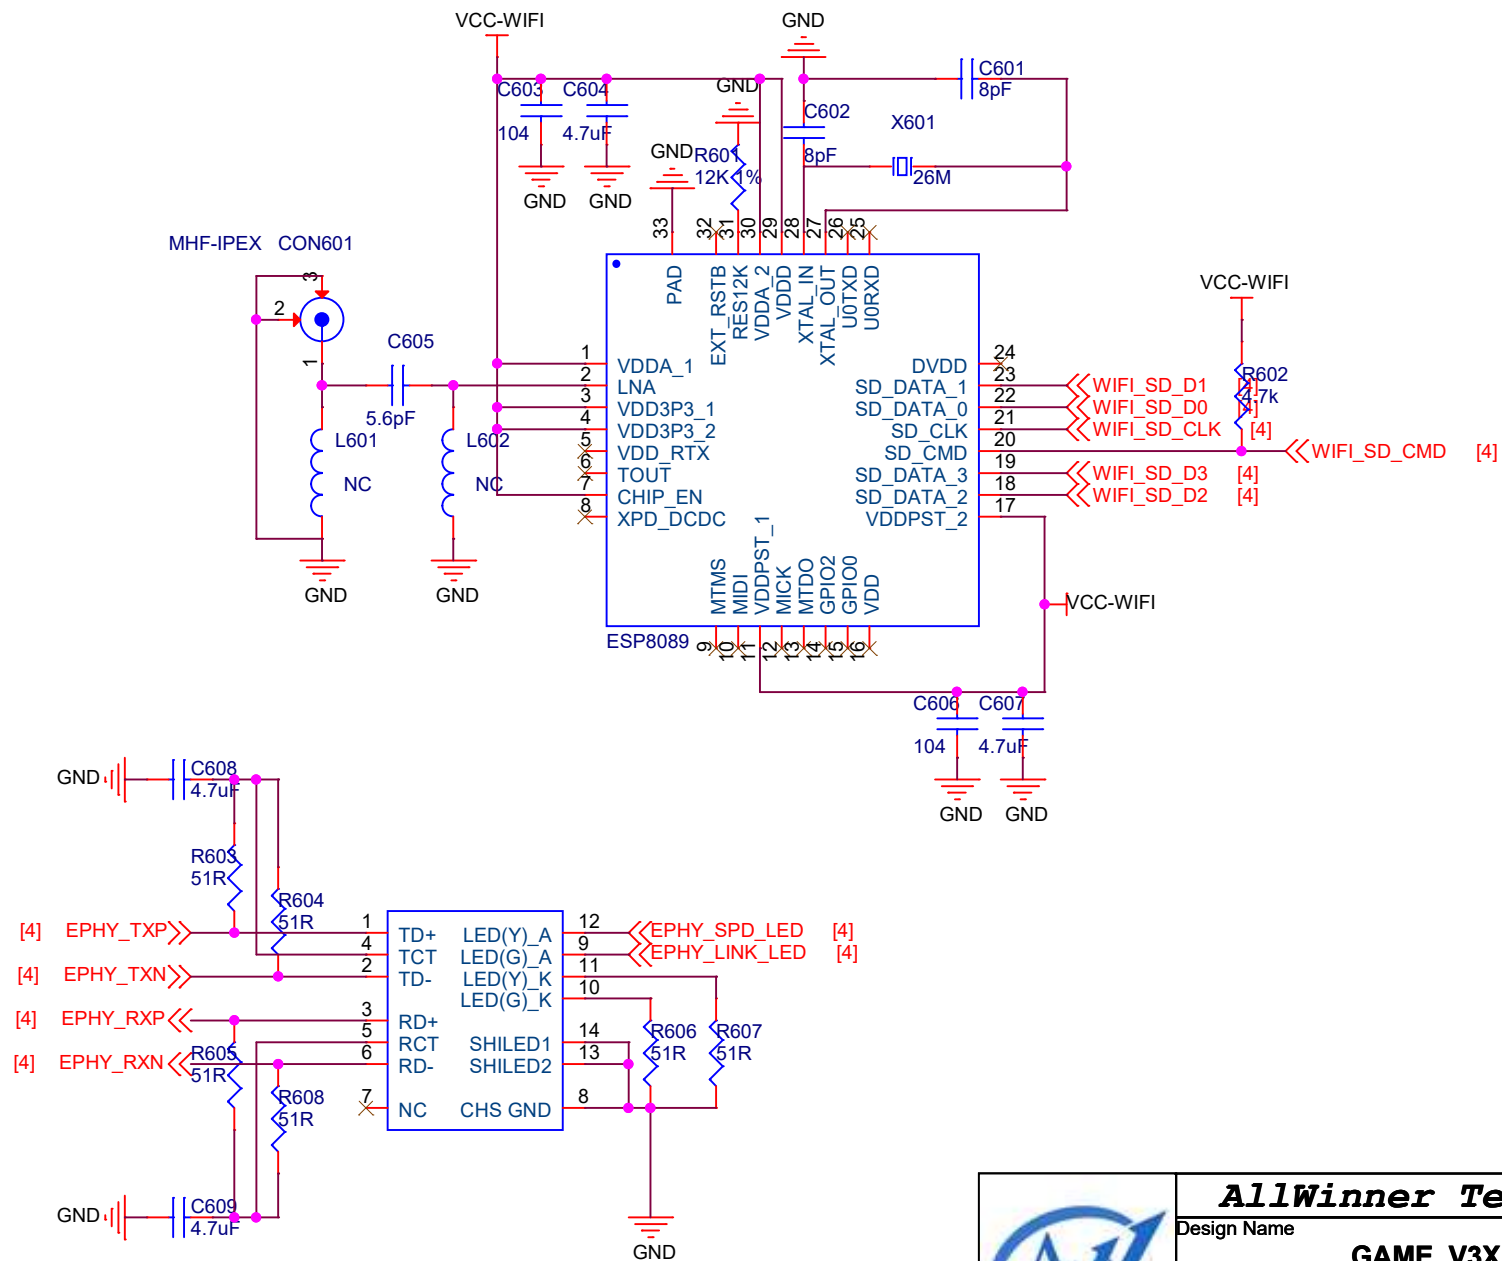 VCC-WIFI
GND
C601
8pF
C603
104
C604
4.7uF
GND
C602
8pF
X601
26M
GND
R601
12K 1%
GND
GND
33
32
31
30
29
28
27
26
25
MHF-IPEX CON601
3
2
1
PAD
EXT_RSTB
RES12K
VDDA_2
VDDD
XTAL_IN
XTAL_OUT
U0TXD
U0RXD
VCC-WIFI
C605
5.6pF
L601
NC
L602
NC
GND
GND
1 VDDA_1
2 LNA
3 VDD3P3_1
4 VDD3P3_2
5 VDD_RTX
6 TOUT
7 CHIP_EN
8 XPD_DCDC
DVDD 24
SD_DATA_1 23 WIFI_SD_D1 [4]
SD_DATA_0 22 WIFI_SD_D0 [4]
SD_CLK 21 WIFI_SD_CLK [4]
SD_CMD 20 WIFI_SD_CMD [4]
SD_DATA_3 19 WIFI_SD_D3 [4]
SD_DATA_2 18 WIFI_SD_D2 [4]
VDDPST_2 17
R602
4.7k
MTMS
MIDI
VDDPST_1
MICK
MTDO
GPIO2
GPIO0
VDD
VCC-WIFI
ESP8089
9
10
11
12
13
14
15
16
C606
104
C607
4.7uF
GND
GND
GND
C608
4.7uF
R603
51R
R604
51R
[4] EPHY_TXP 1 TD+
4 TCT
[4] EPHY_TXN 2 TD-
[4] EPHY_RXP 3 RD+
5 RCT
[4] EPHY_RXN 6 RD-
7 NC
LED(Y)_A 12 EPHY_SPD_LED [4]
LED(G)_A 9 EPHY_LINK_LED [4]
LED(Y)_K 11
LED(G)_K 10
SHILED1 14
SHILED2 13
CHS GND 8
R605
51R
R608
51R
R606
51R
R607
51R
GND
C609
4.7uF
GND
AllWinner Te
Design Name
GAME_V3X